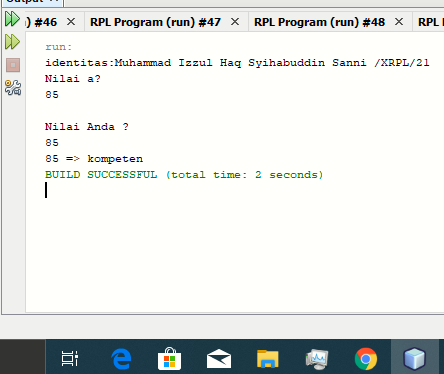 Output ×
) #46 × RPL Program (run) #47 × RPL Program (run) #48 × RPL
run:
identitas:Muhammad Izzul Haq Syihabuddin Sanni /XRPL/21
Nilai a?
85
Nilai Anda ?
85
85 => kompeten
BUILD SUCCESSFUL (total time: 2 seconds)